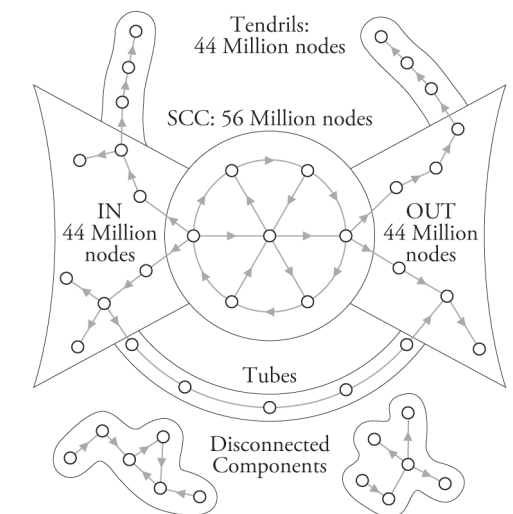 Tendrils:
44 Million nodes
SCC: 56 Million nodes
IN
44 Million
nodes
OUT
44 Million
nodes
Tubes
Disconnected
Components